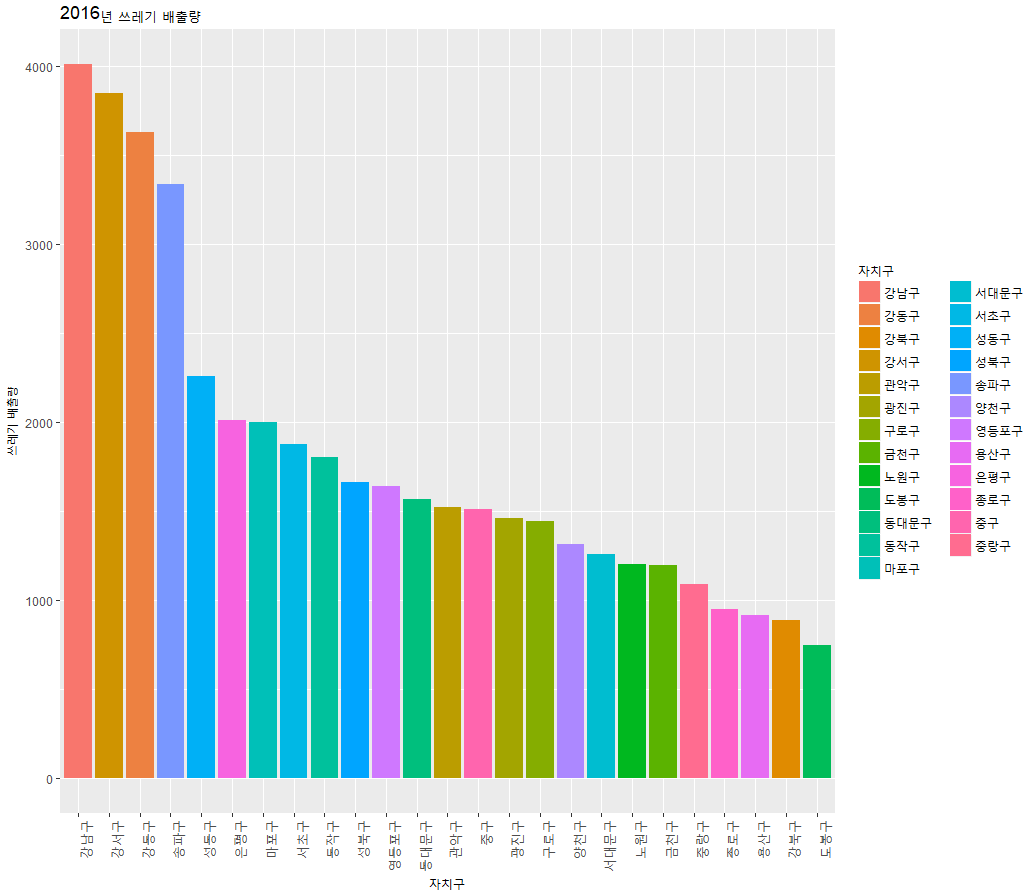 2016년 쓰레기 배출량
쓰레기 배출량
4000
3000
2000
1000
0
강남구
강서구
강동구
송파구
성동구
은평구
마포구
서초구
동작구
성북구
영등포구
동대문구
관악구
중구
광진구
구로구
양천구
서대문구
노원구
금천구
중랑구
종로구
용산구
강북구
도봉구
자치구
자치구
강남구
강동구
강북구
강서구
관악구
광진구
구로구
금천구
노원구
도봉구
동대문구
동작구
마포구
서대문구
서초구
성동구
성북구
송파구
양천구
영등포구
용산구
은평구
종로구
중구
중랑구